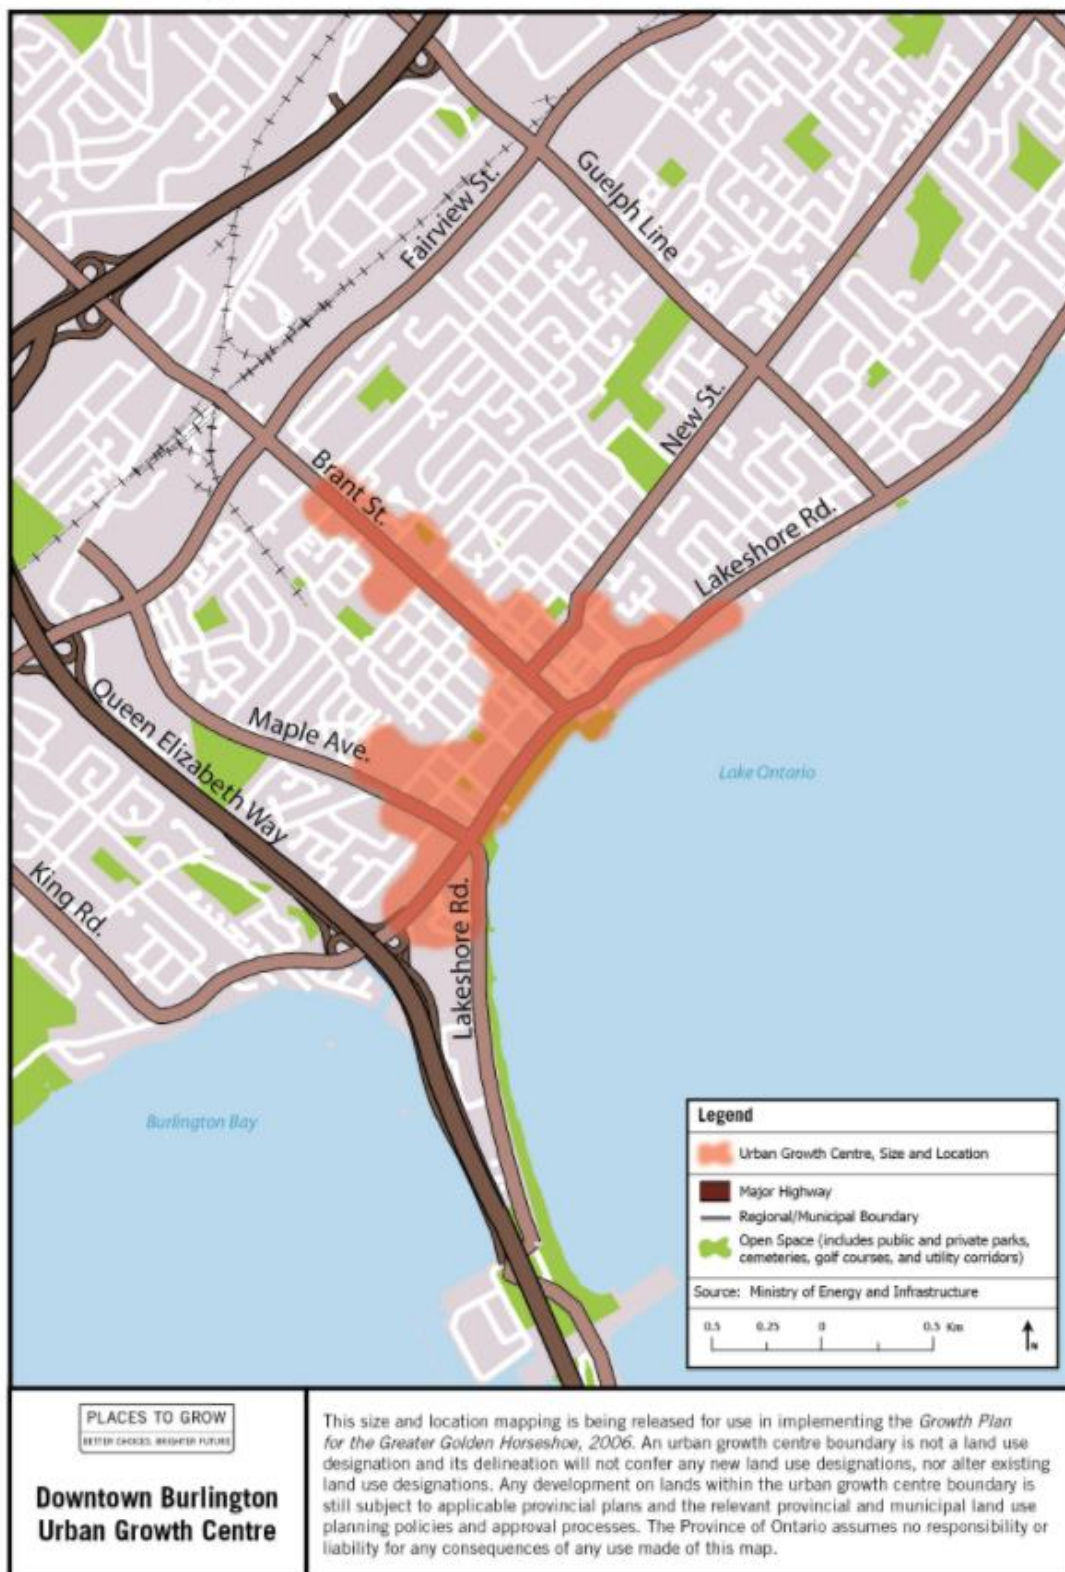 Guelph Line
Fairview St.
New St.
Brant St.
Lakeshore Rd.
Maple Ave.
Queen Elizabeth Way
Lake Ontario
King Rd.
Lakeshore Rd.
Burlington Bay
Legend
Urban Growth Centre, Size and Location
Major Highway
Regional/Municipal Boundary
Open Space (includes public and private parks,
cemeteries, golf courses, and utility corridors)
Source: Ministry of Energy and Infrastructure
0.5 0.25 0 0.5 Km
N
PLACES TO GROW
BETTER CHOICES. BRIGHTER FUTURE.
Downtown Burlington
Urban Growth Centre
This size and location mapping is being released for use in implementing the Growth Plan
for the Greater Golden Horseshoe, 2006. An urban growth centre boundary is not a land use
designation and its delineation will not confer any new land use designations, nor alter existing
land use designations. Any development on lands within the urban growth centre boundary is
still subject to applicable provincial plans and the relevant provincial and municipal land use
planning policies and approval processes. The Province of Ontario assumes no responsibility or
liability for any consequences of any use made of this map.